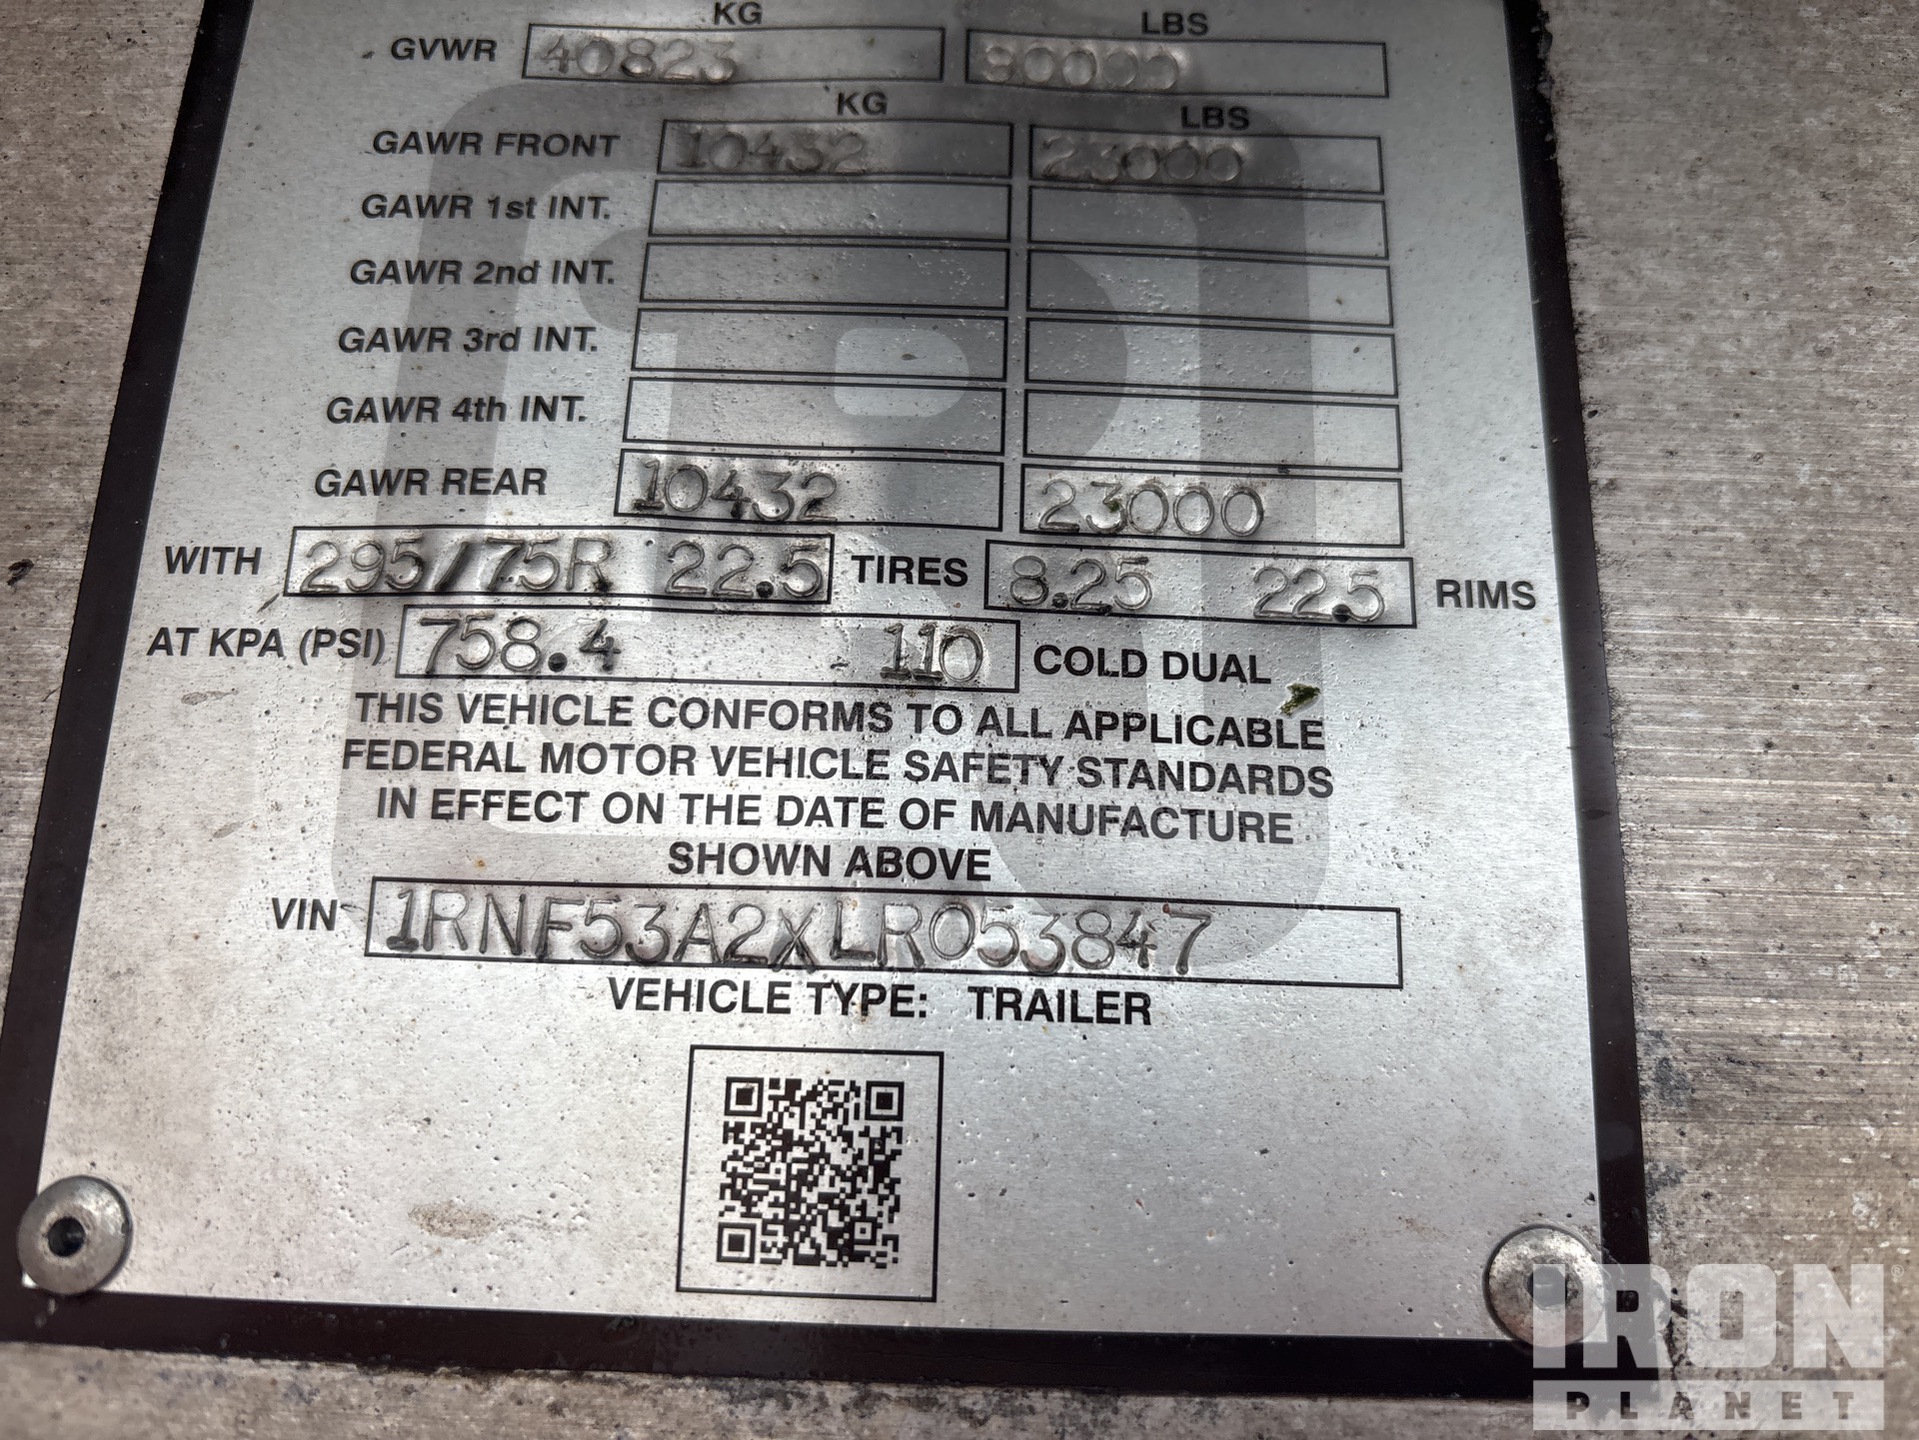 KG LBS
GVWR 40823 90000
KG LBS
GAWR FRONT 10432 23000
GAWR 1st INT.
GAWR 2nd INT.
GAWR 3rd INT.
GAWR 4th INT.
GAWR REAR 10432 23000
WITH 295/75R 22.5 TIRES 8.25 22.5 RIMS
AT KPA (PSI) 758.4 110 COLD DUAL
THIS VEHICLE CONFORMS TO ALL APPLICABLE
FEDERAL MOTOR VEHICLE SAFETY STANDARDS
IN EFFECT ON THE DATE OF MANUFACTURE
SHOWN ABOVE
VIN 1RNF53A2XLR053847
VEHICLE TYPE: TRAILER
IRON®
PLANET